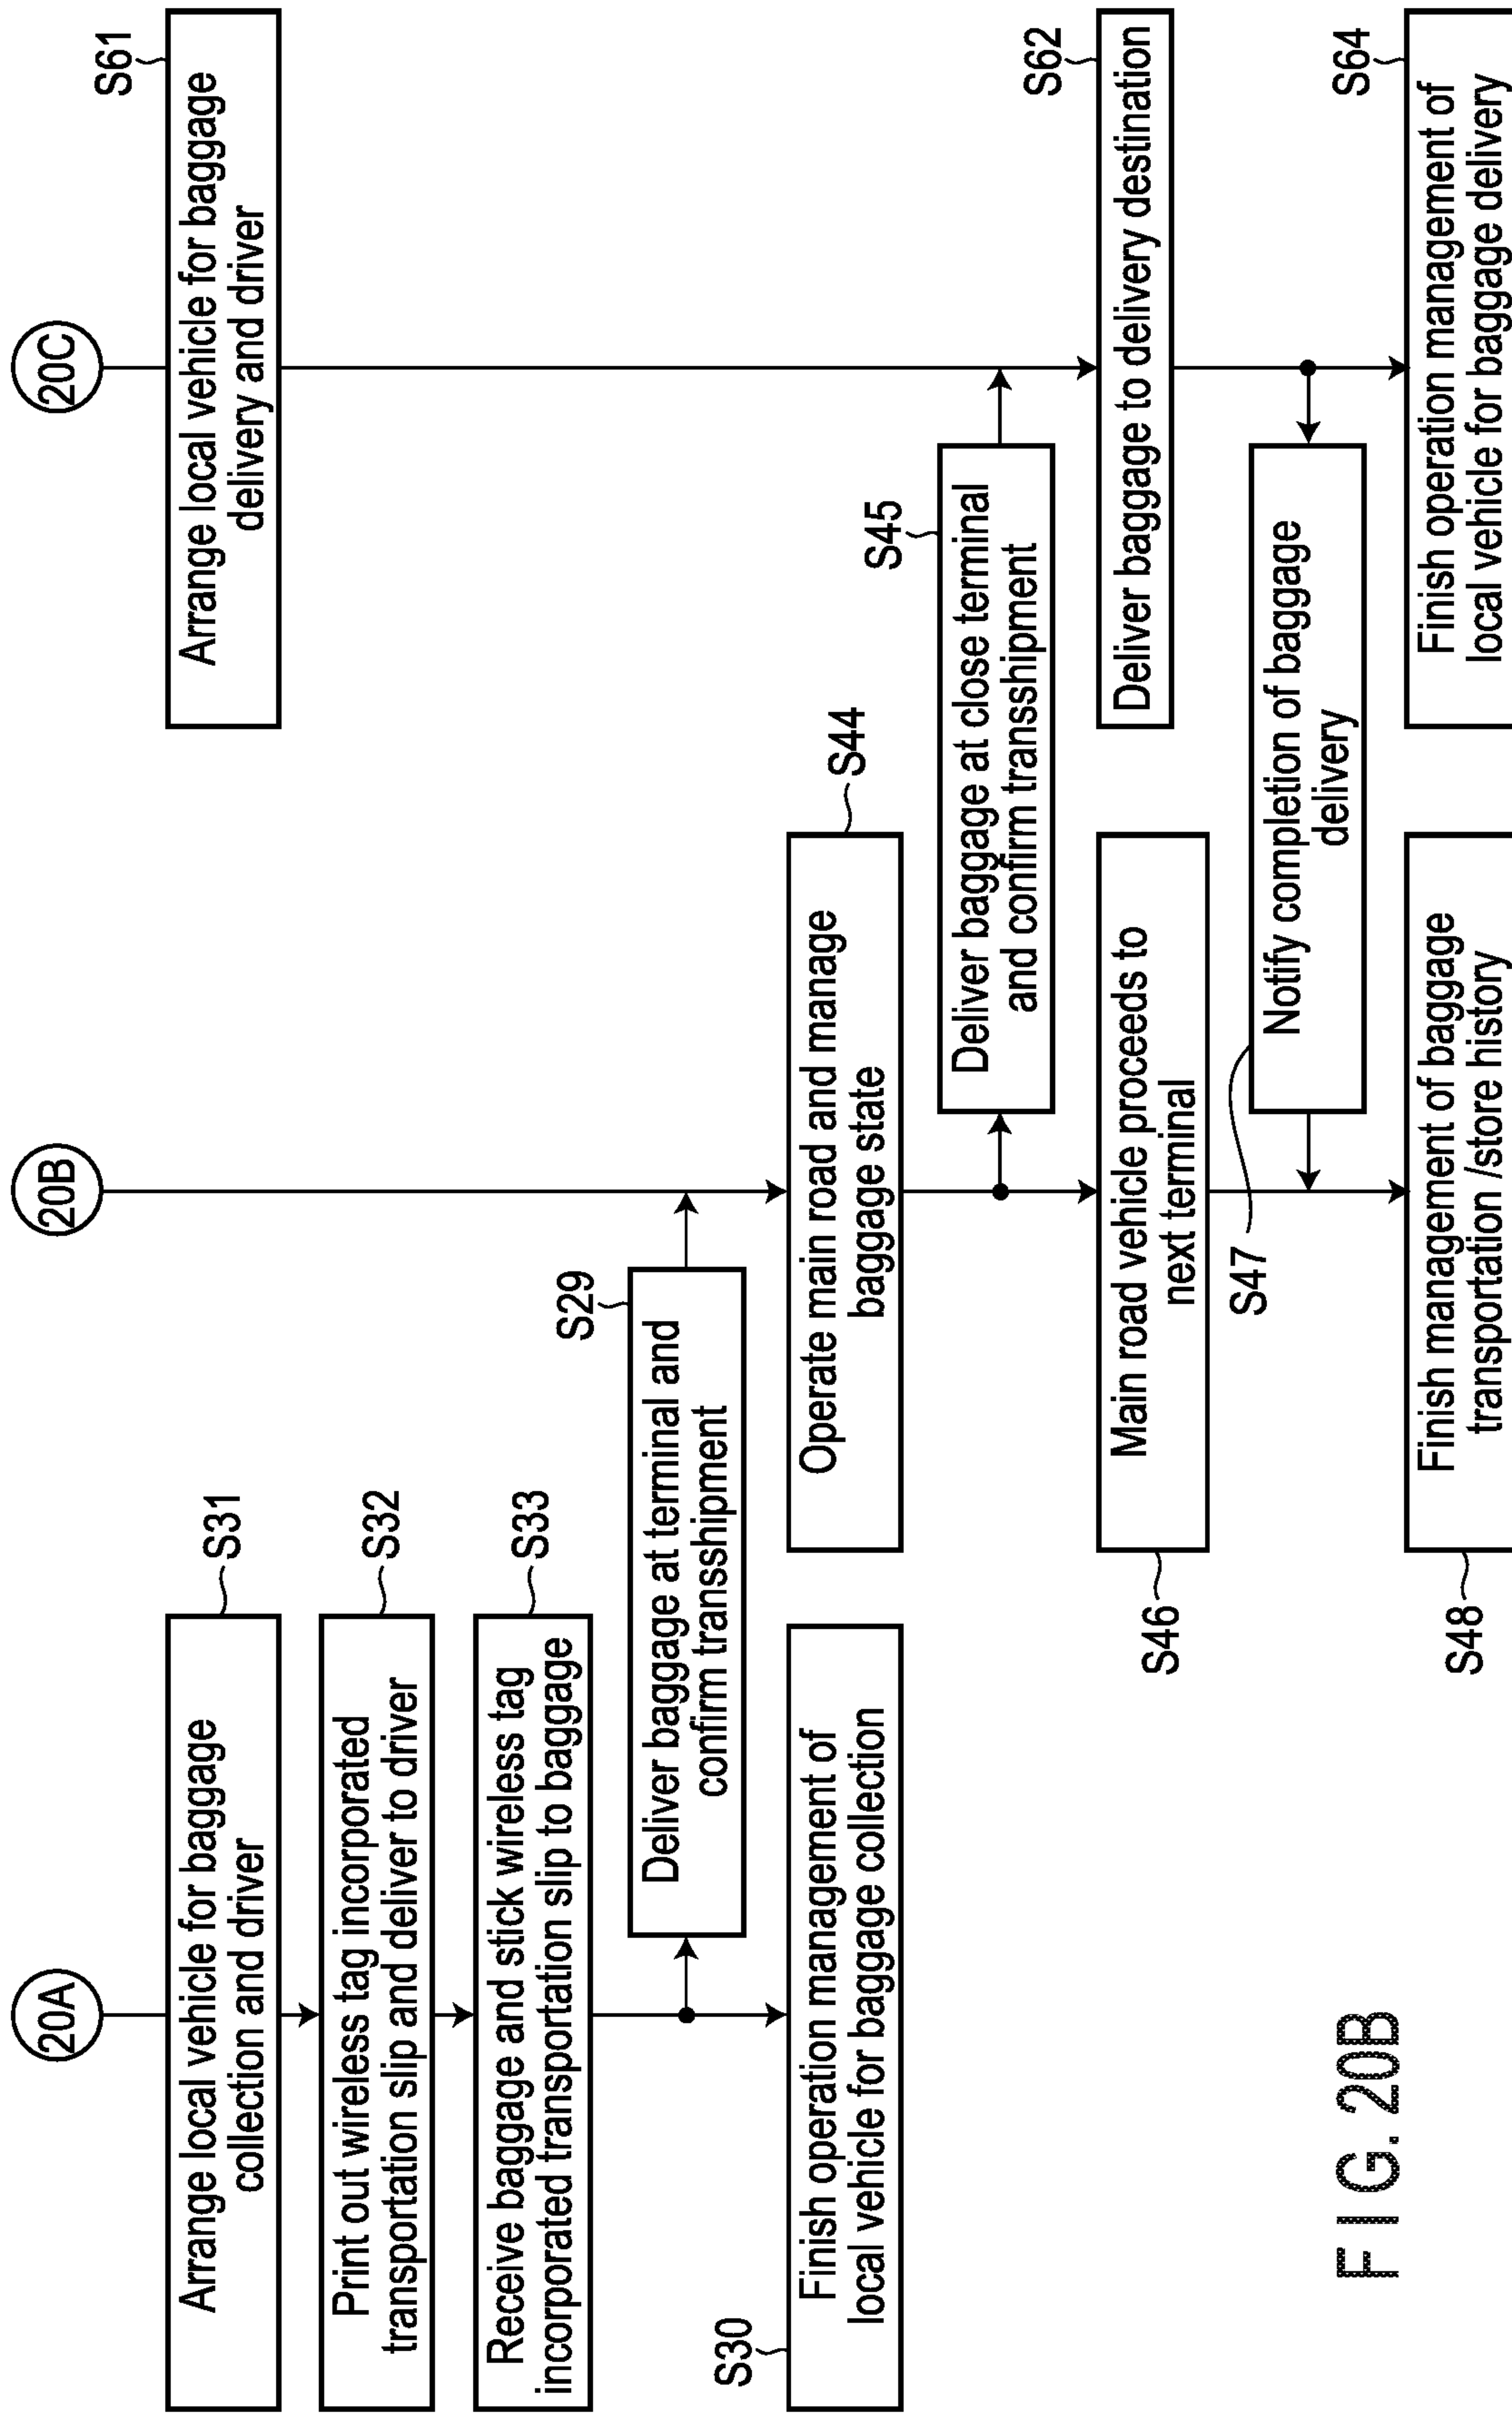 20A
Arrange local vehicle for baggage
collection and driver
S31
Print out wireless tag incorporated
transportation slip and deliver to driver
S32
Receive baggage and stick wireless tag
incorporated transportation slip to baggage
S33
Deliver baggage at terminal and
confirm transshipment
S29
S30
Finish operation management of
local vehicle for baggage collection
20B
Operate main road and manage
baggage state
S44
Deliver baggage at close terminal
and confirm transshipment
S45
Main road vehicle proceeds to
next terminal
S46
S47
Notify completion of baggage
delivery
Finish management of baggage
transportation /store history
S48
20C
Arrange local vehicle for baggage
delivery and driver
S61
Deliver baggage to delivery destination
S62
Finish operation management of
local vehicle for baggage delivery
S64
FIG.20B